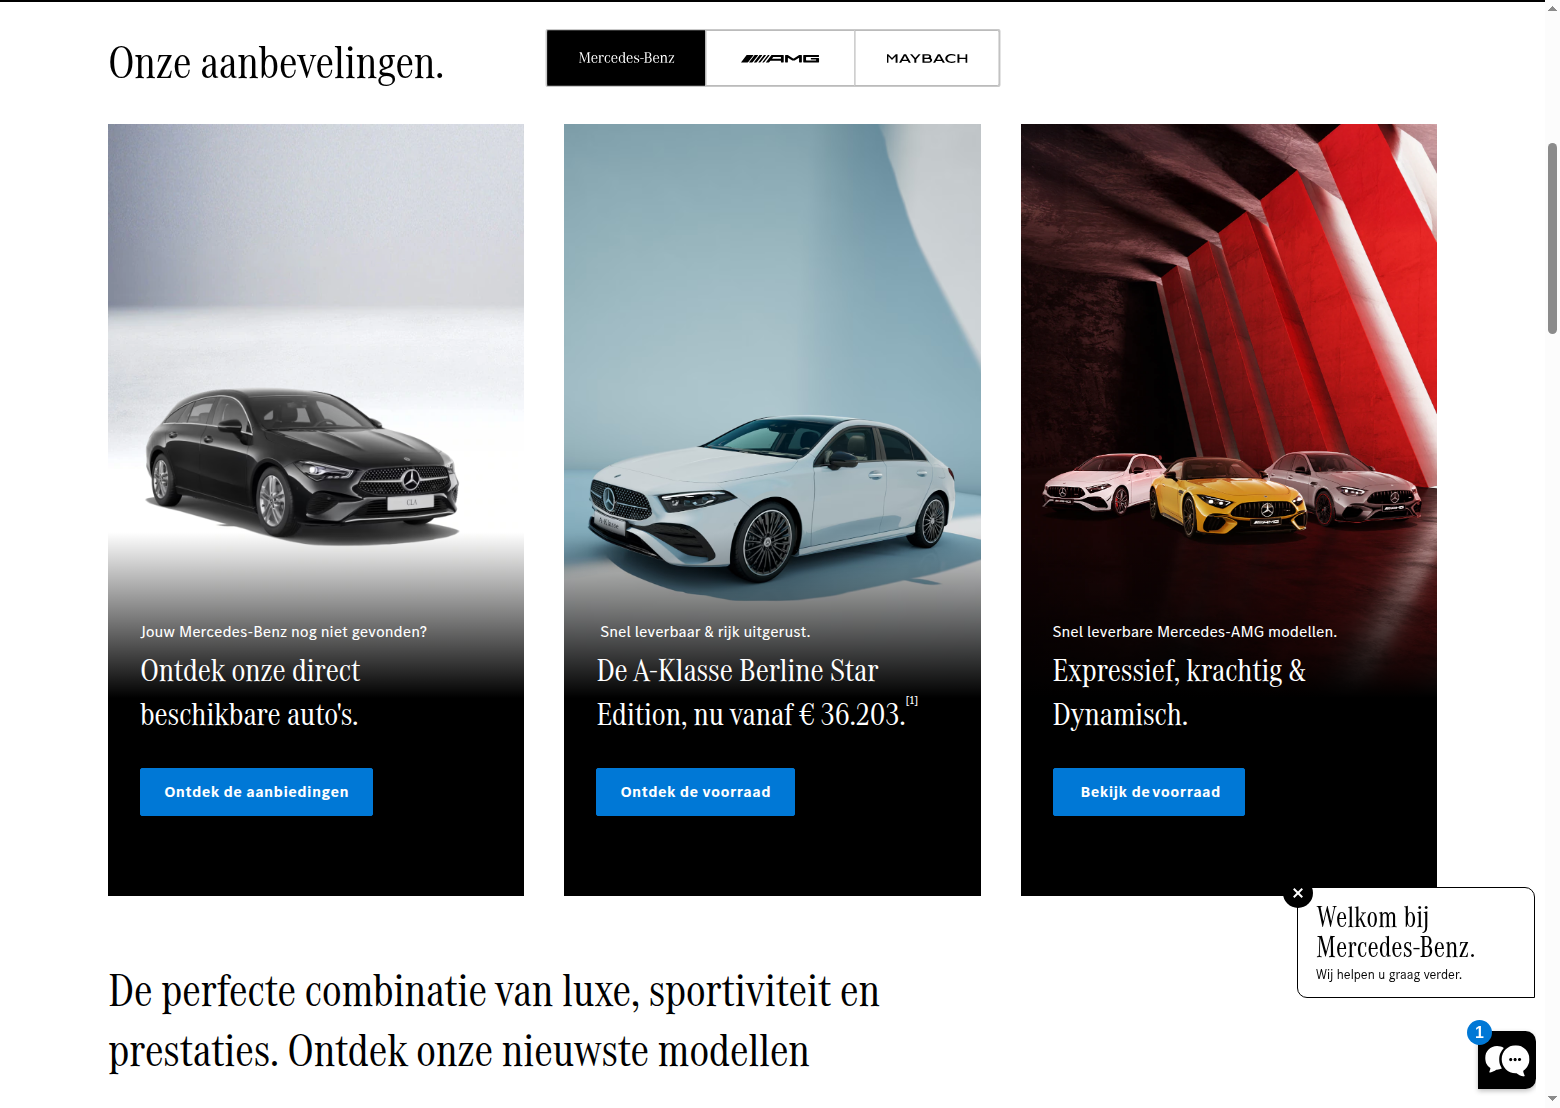 Onze aanbevelingen.
Mercedes-Benz
AMG
MAYBACH
CLA
Jouw Mercedes-Benz nog niet gevonden?
Ontdek onze direct
beschikbare auto's.
Ontdek de aanbiedingen
A-Klasse
Snel leverbaar & rijk uitgerust.
De A-Klasse Berline Star
Edition, nu vanaf € 36.203.[1]
Ontdek de voorraad
AMG
Snel leverbare Mercedes-AMG modellen.
Expressief, krachtig &
Dynamisch.
Bekijk de voorraad
Welkom bij
Mercedes-Benz.
Wij helpen u graag verder.
De perfecte combinatie van luxe, sportiviteit en
prestaties. Ontdek onze nieuwste modellen
1